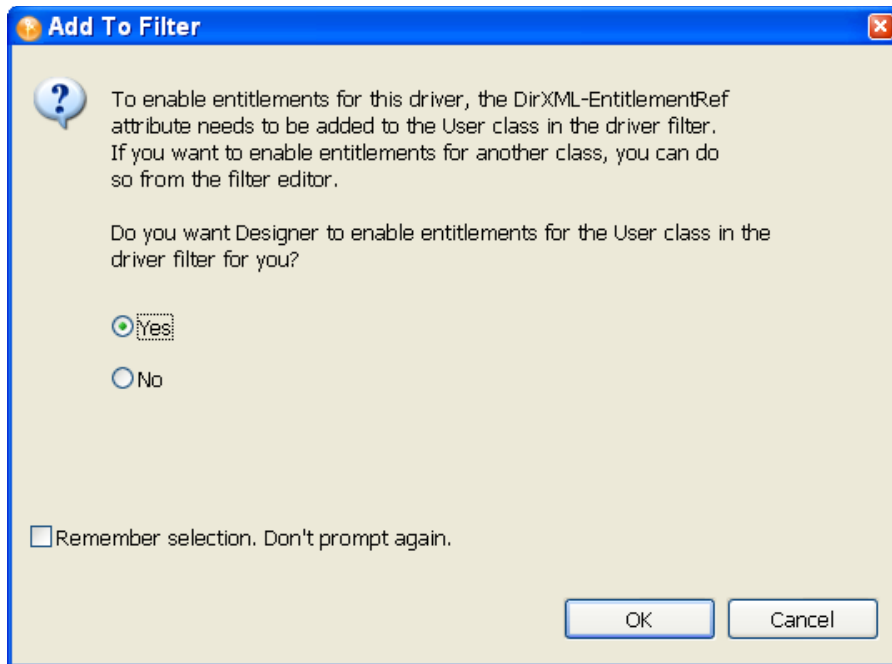 Add To Filter
To enable entitlements for this driver, the DirXML-EntitlementRef
attribute needs to be added to the User class in the driver filter.
If you want to enable entitlements for another class, you can do
so from the filter editor.
Do you want Designer to enable entitlements for the User class in the
driver filter for you?
Yes
No
Remember selection. Don't prompt again.
OK
Cancel